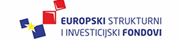 EUROPSKI STRUKTURNI
I INVESTICIJSKI FONDOVI